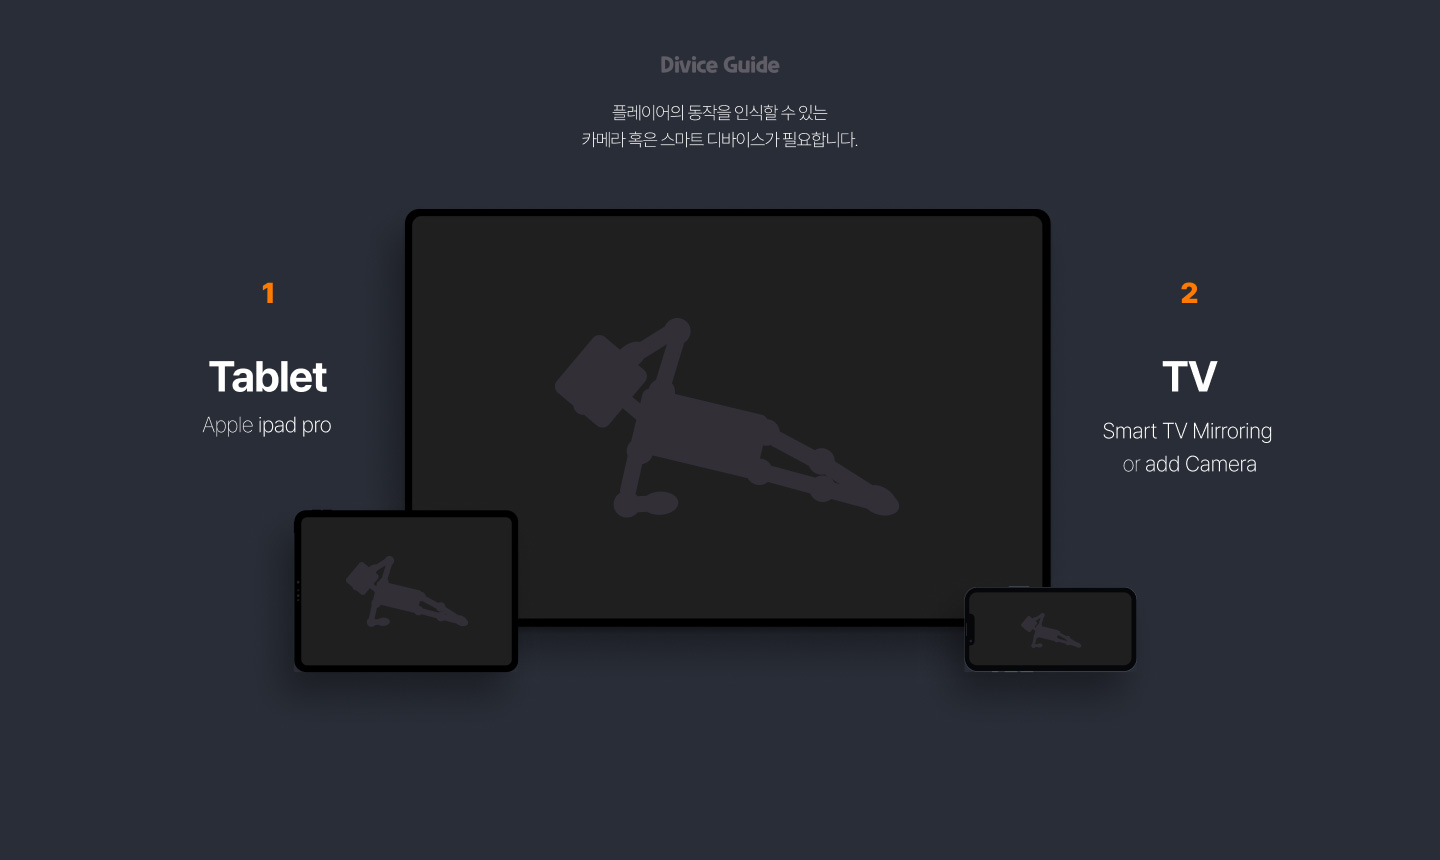 Divice Guide
플레이어의 동작을 인식할 수 있는
카메라 혹은 스마트 디바이스가 필요합니다.
1
Tablet
Apple ipad pro
2
TV
Smart TV Mirroring
or add Camera